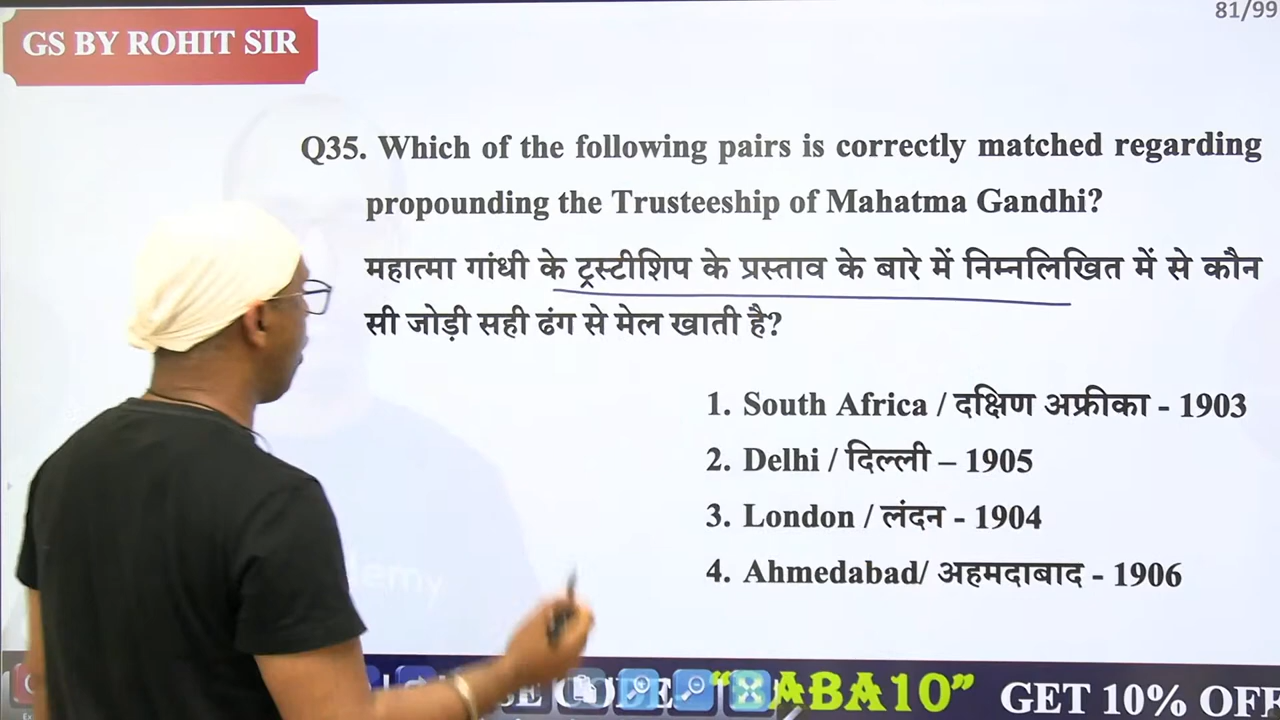 81/99
GS BY ROHIT SIR
Q35. Which of the following pairs is correctly matched regarding
propounding the Trusteeship of Mahatma Gandhi?
महात्मा गांधी के ट्रस्टीशिप के प्रस्ताव के बारे में निम्नलिखित में से कौन
सी जोड़ी सही ढंग से मेल खाती है?
1. South Africa / दक्षिण अफ्रीका - 1903
2. Delhi / दिल्ली – 1905
3. London / लंदन - 1904
4. Ahmedabad/ अहमदाबाद - 1906
CODE "BABA10" GET 10% OFF